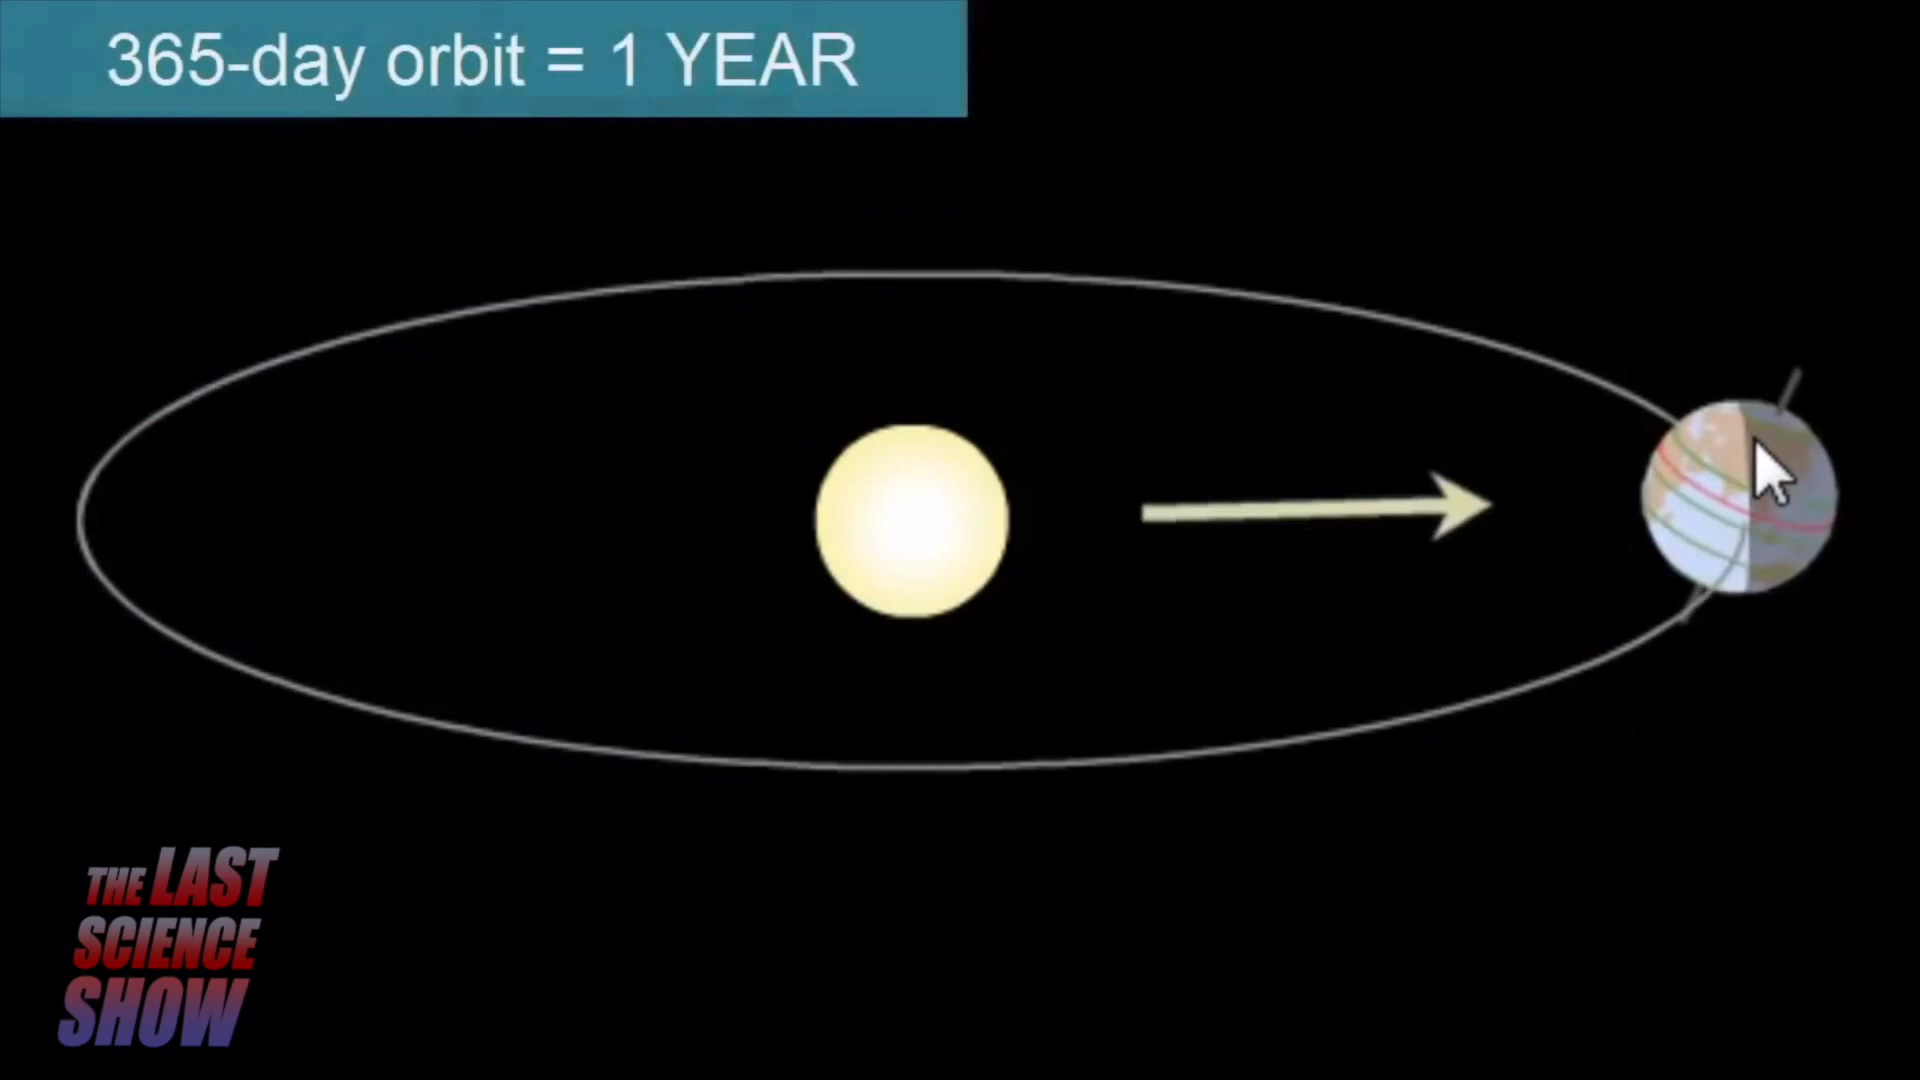 365-day orbit = 1 YEAR
THE LAST
SCIENCE
SHOW